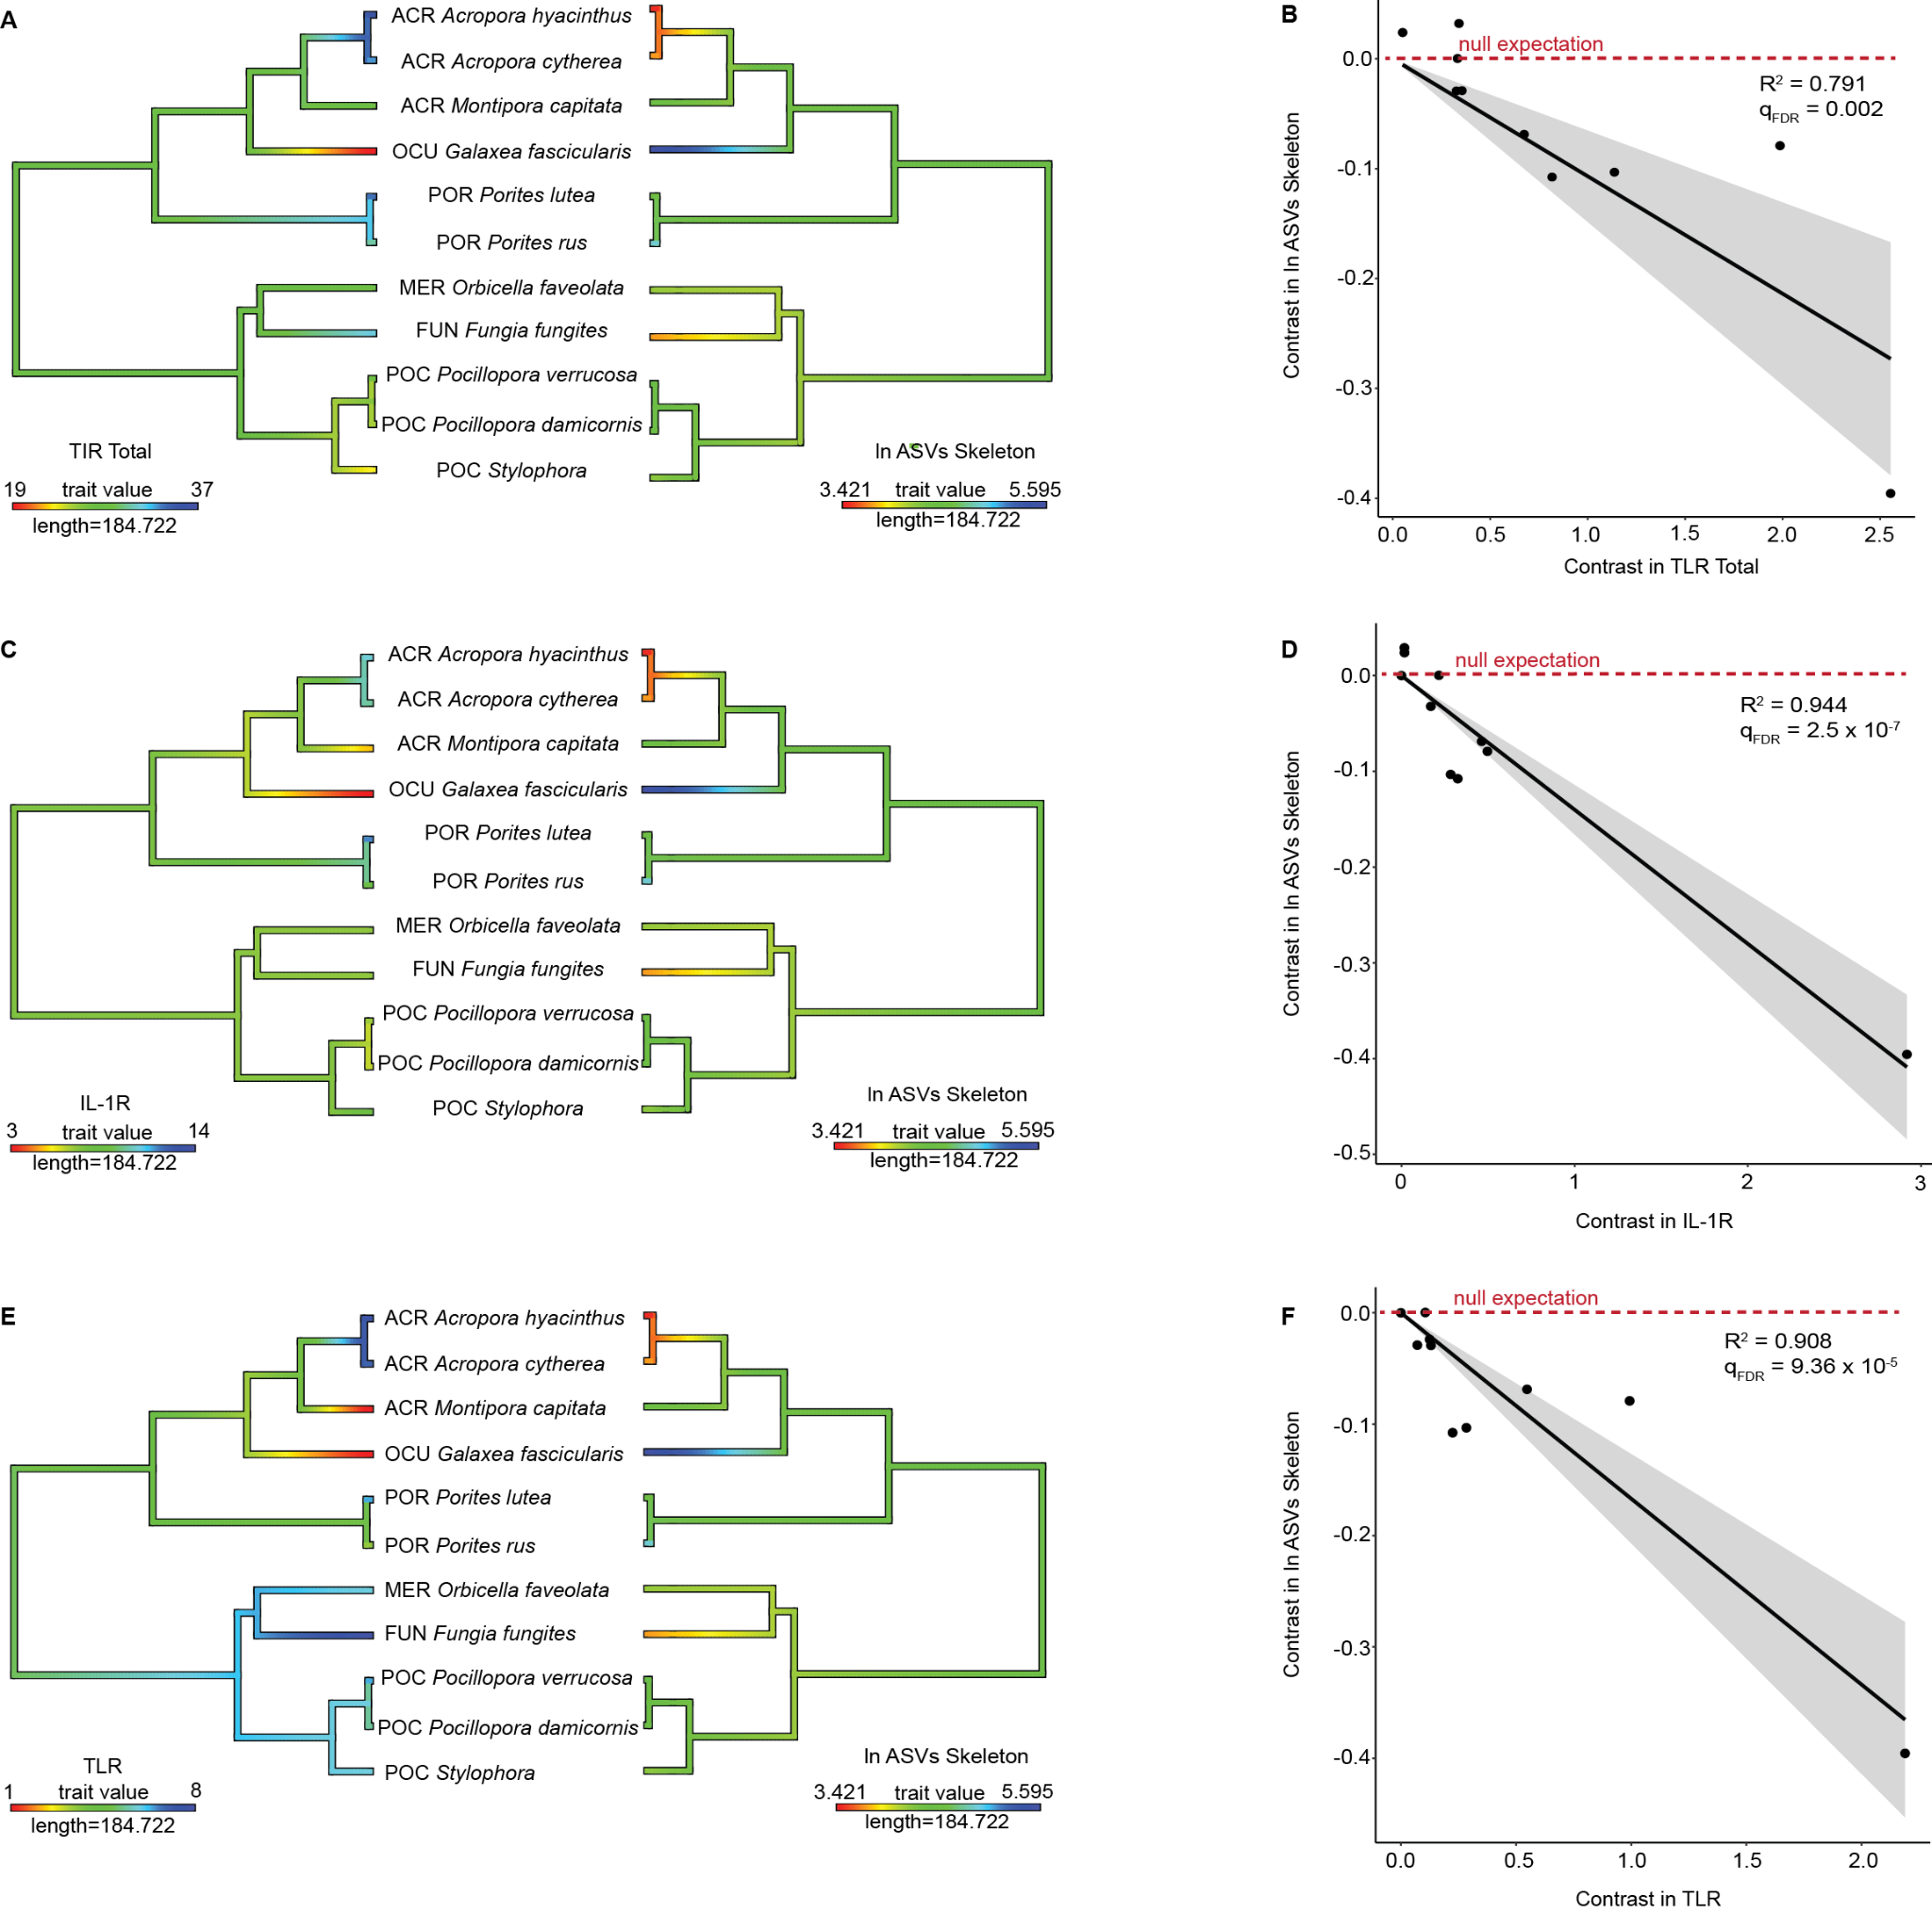 A
ACR Acropora hyacinthus
ACR Acropora cytherea
ACR Montipora capitata
OCU Galaxea fascicularis
POR Porites lutea
POR Porites rus
MER Orbicella faveolata
FUN Fungia fungites
POC Pocillopora verrucosa
POC Pocillopora damicornis
POC Stylophora
TIR Total
19 trait value 37
length=184.722
ln ASVs Skeleton
3.421 trait value 5.595
length=184.722
B
null expectation
R² = 0.791
qFDR = 0.002
0.0
-0.1
-0.2
-0.3
-0.4
Contrast in ln ASVs Skeleton
0.0 0.5 1.0 1.5 2.0 2.5
Contrast in TLR Total
C
ACR Acropora hyacinthus
ACR Acropora cytherea
ACR Montipora capitata
OCU Galaxea fascicularis
POR Porites lutea
POR Porites rus
MER Orbicella faveolata
FUN Fungia fungites
POC Pocillopora verrucosa
POC Pocillopora damicornis
POC Stylophora
IL-1R
3 trait value 14
length=184.722
ln ASVs Skeleton
3.421 trait value 5.595
length=184.722
D
null expectation
R² = 0.944
qFDR = 2.5 x 10⁻⁷
0.0
-0.1
-0.2
-0.3
-0.4
-0.5
Contrast in ln ASVs Skeleton
0 1 2 3
Contrast in IL-1R
E
ACR Acropora hyacinthus
ACR Acropora cytherea
ACR Montipora capitata
OCU Galaxea fascicularis
POR Porites lutea
POR Porites rus
MER Orbicella faveolata
FUN Fungia fungites
POC Pocillopora verrucosa
POC Pocillopora damicornis
POC Stylophora
TLR
1 trait value 8
length=184.722
ln ASVs Skeleton
3.421 trait value 5.595
length=184.722
F
null expectation
R² = 0.908
qFDR = 9.36 x 10⁻⁵
0.0
-0.1
-0.2
-0.3
-0.4
Contrast in ln ASVs Skeleton
0.0 0.5 1.0 1.5 2.0
Contrast in TLR